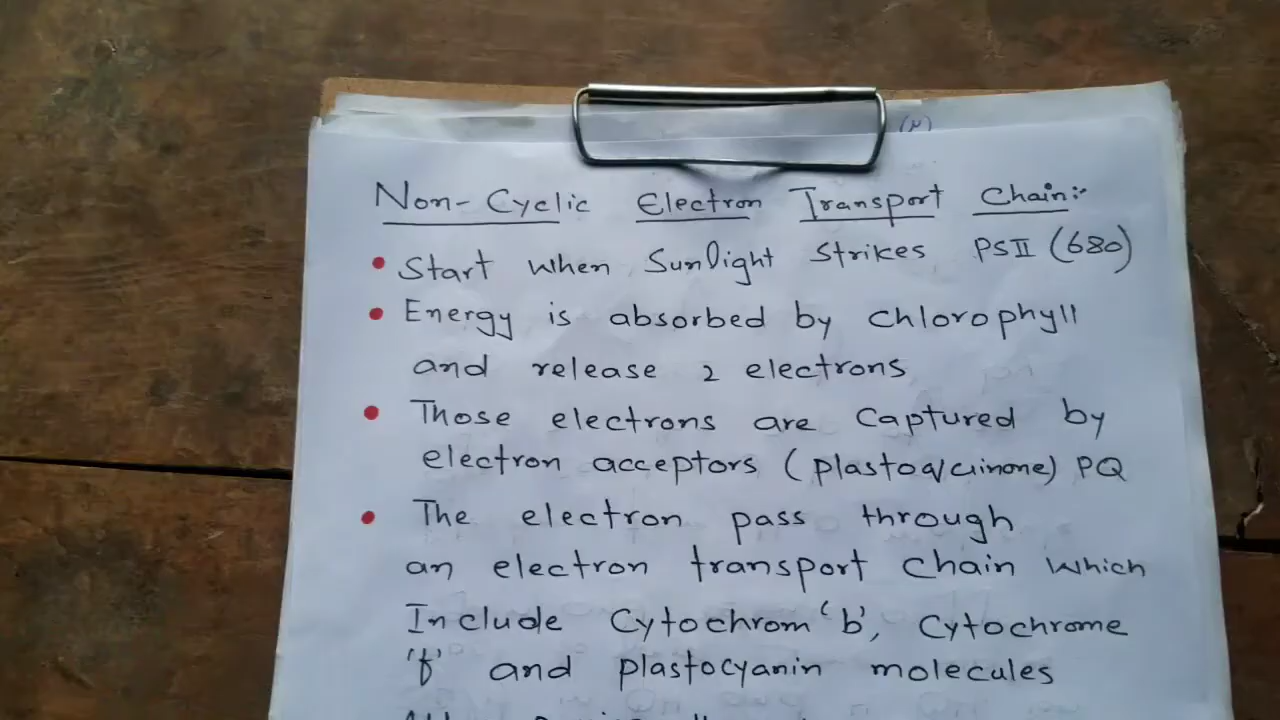 (μ)
Non-Cyclic Electron Transport Chain:-
• Start when Sunlight strikes PSII (680)
• Energy is absorbed by chlorophyll
and release 2 electrons
• Those electrons are captured by
electron acceptors (plastoquinone) PQ
• The electron pass through
an electron transport chain which
Include Cytochrom 'b', Cytochrome
'f' and plastocyanin molecules